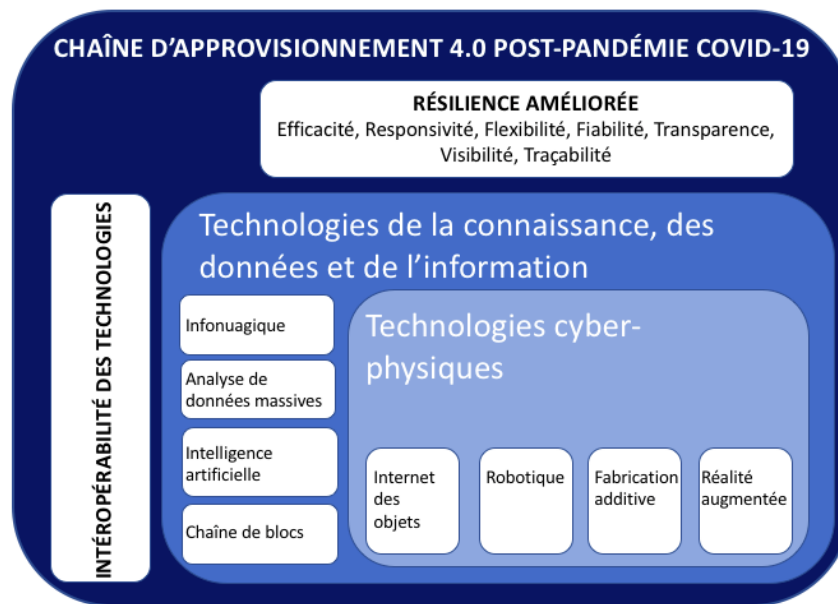 CHAÎNE D’APPROVISIONNEMENT 4.0 POST-PANDÉMIE COVID-19
RÉSILIENCE AMÉLIORÉE
Efficacité, Responsivité, Flexibilité, Fiabilité, Transparence,
Visibilité, Traçabilité
INTÉROPÉRABILITÉ DES TECHNOLOGIES
Technologies de la connaissance, des
données et de l’information
Infonuagique
Analyse de
données massives
Intelligence
artificielle
Chaîne de blocs
Technologies cyber-
physiques
Internet
des
objets
Robotique
Fabrication
additive
Réalité
augmentée